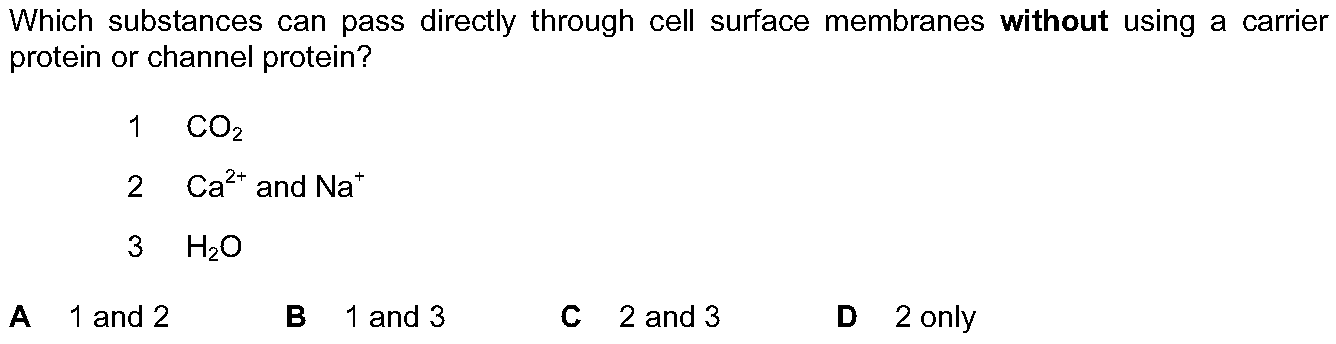 Which substances can pass directly through cell surface membranes without using a carrier
protein or channel protein?
1 CO₂
2 Ca²⁺ and Na⁺
3 H₂O
A 1 and 2 B 1 and 3 C 2 and 3 D 2 only